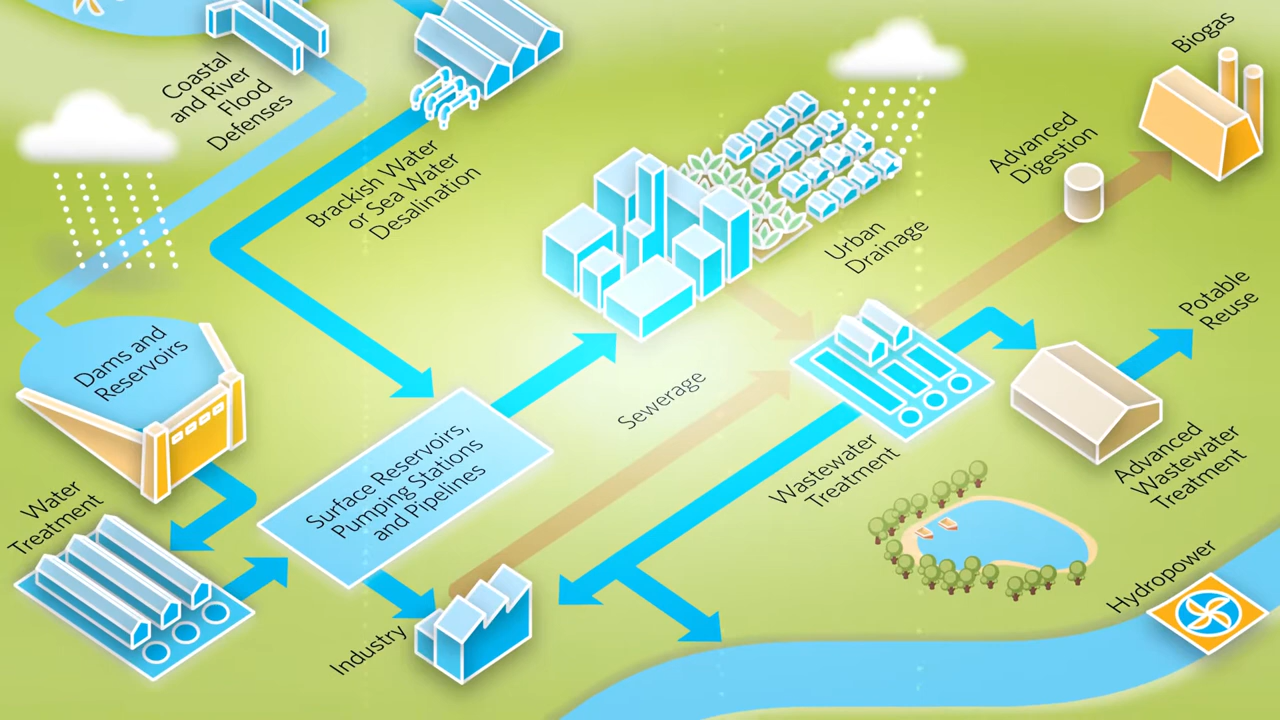 Coastal
and River
Flood
Defenses
Brackish Water
or Sea Water
Desalination
Biogas
Advanced
Digestion
Urban
Drainage
Potable
Reuse
Dams and
Reservoirs
Sewerage
Surface Reservoirs,
Pumping Stations
and Pipelines
Wastewater
Treatment
Advanced
Wastewater
Treatment
Water
Treatment
Industry
Hydropower